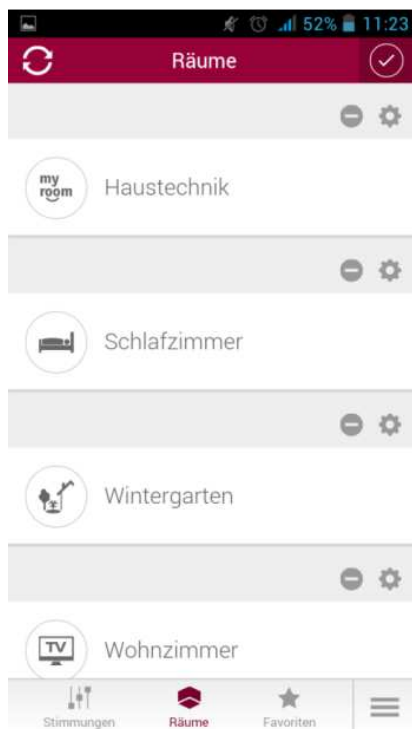 52% 11:23
Räume
my
room
Haustechnik
Schlafzimmer
Wintergarten
TV
Wohnzimmer
Stimmungen Räume Favoriten